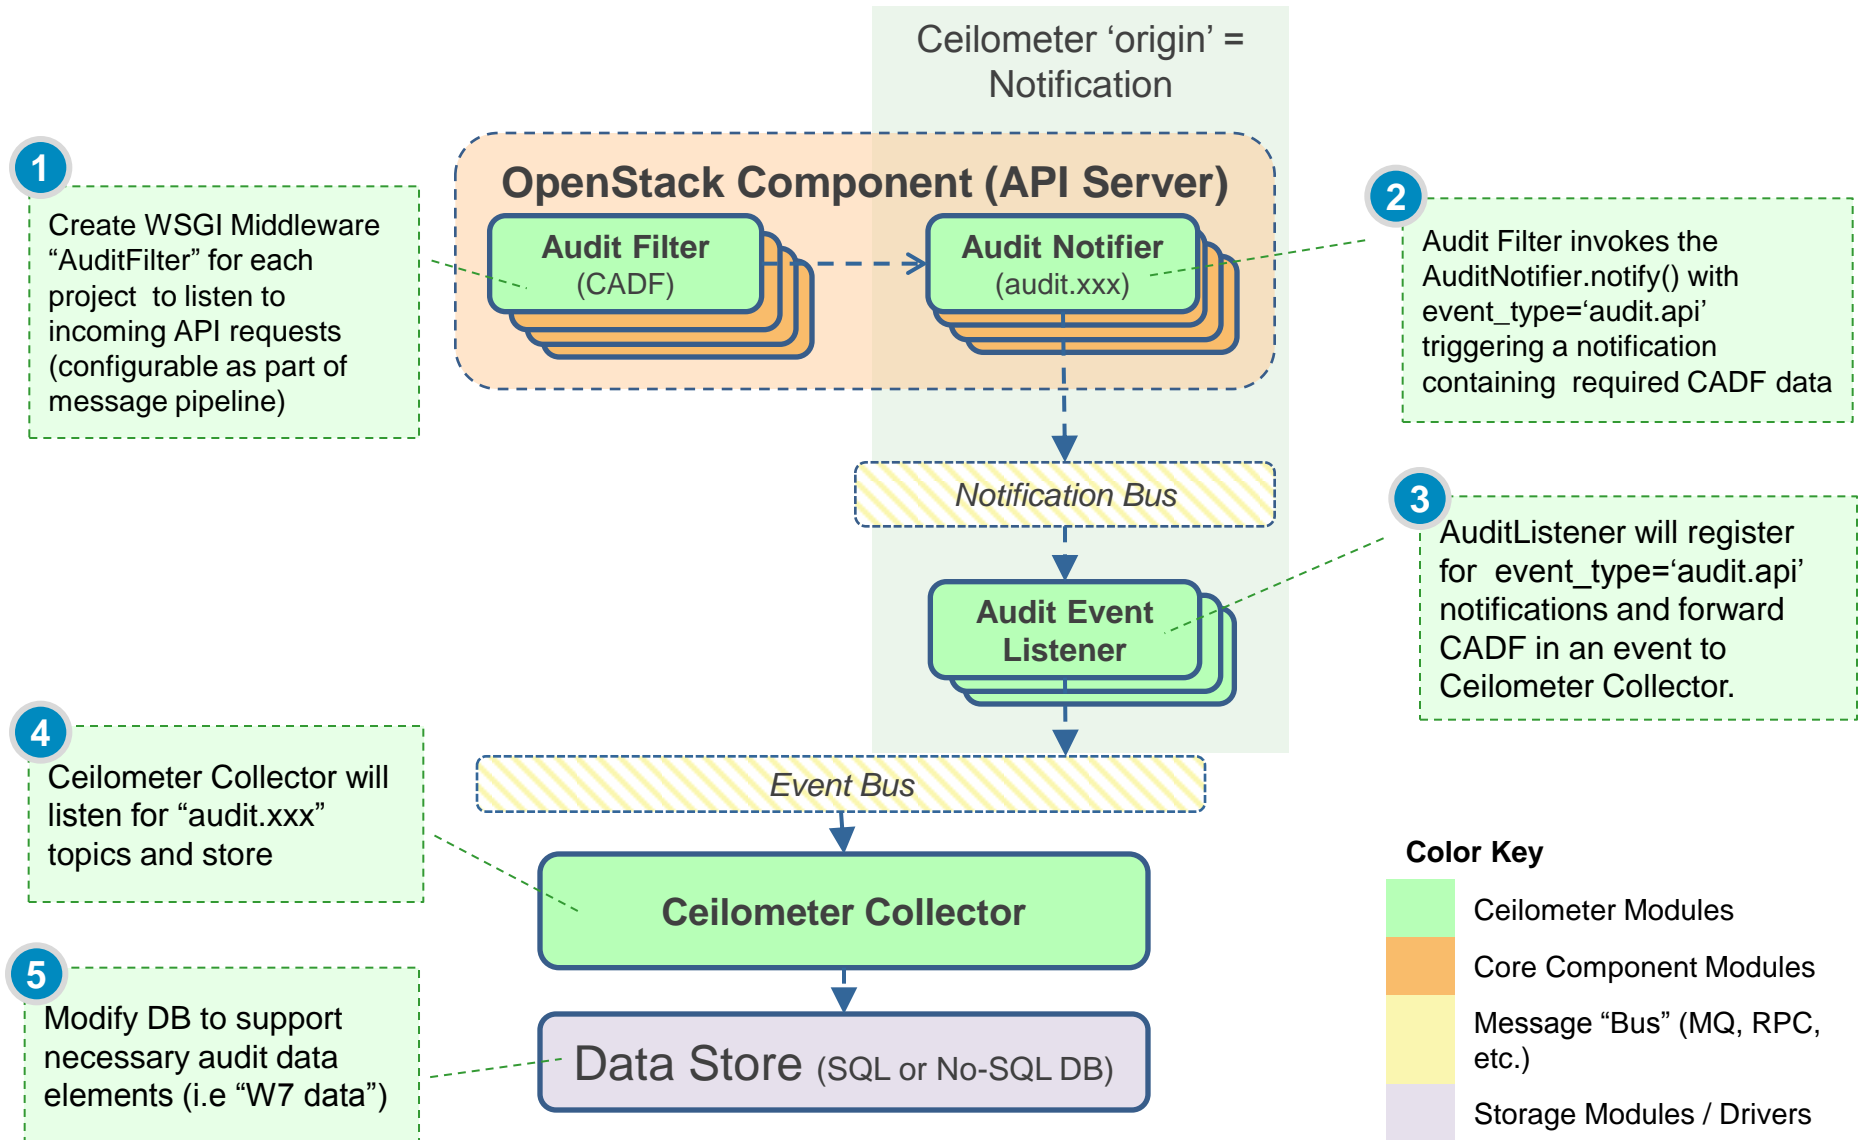 Ceilometer ‘origin’ =
Notification
1
Create WSGI Middleware
“AuditFilter” for each
project  to listen to
incoming API requests
(configurable as part of
message pipeline)
OpenStack Component (API Server)
Audit Filter
(CADF)
Audit Notifier
(audit.xxx)
2
Audit Filter invokes the
AuditNotifier.notify() with
event_type=‘audit.api’
triggering a notification
containing  required CADF data
Notification Bus
3
AuditListener will register
for  event_type=‘audit.api’
notifications and forward
CADF in an event to
Ceilometer Collector.
Audit Event
Listener
4
Ceilometer Collector will
listen for “audit.xxx”
topics and store
Event Bus
Ceilometer Collector
5
Modify DB to support
necessary audit data
elements (i.e “W7 data”)
Data Store (SQL or No-SQL DB)
Color Key
Ceilometer Modules
Core Component Modules
Message “Bus” (MQ, RPC,
etc.)
Storage Modules / Drivers